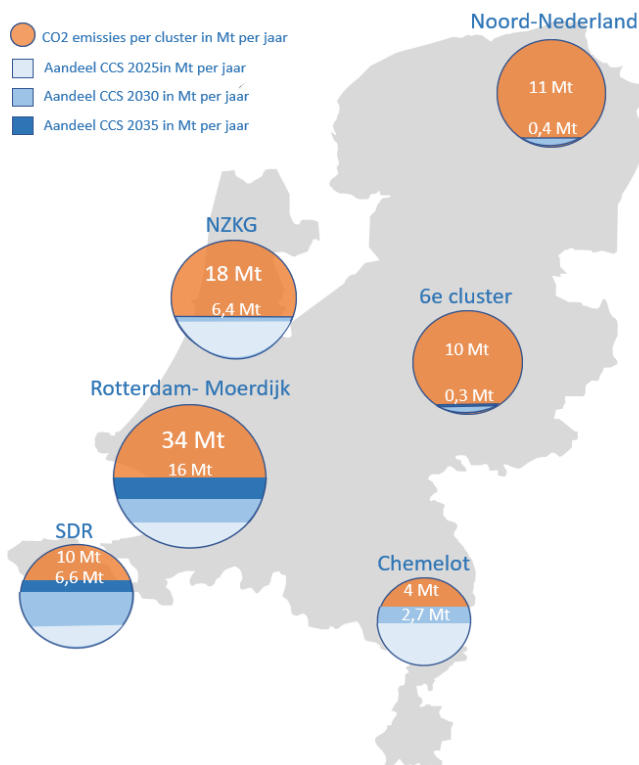 Noord-Nederland
CO2 emissies per cluster in Mt per jaar
Aandeel CCS 2025in Mt per jaar
Aandeel CCS 2030 in Mt per jaar
Aandeel CCS 2035 in Mt per jaar
11 Mt
0,4 Mt
NZKG
18 Mt
6,4 Mt
6e cluster
10 Mt
0,3 Mt
Rotterdam- Moerdijk
34 Mt
16 Mt
SDR
10 Mt
6,6 Mt
Chemelot
4 Mt
2,7 Mt